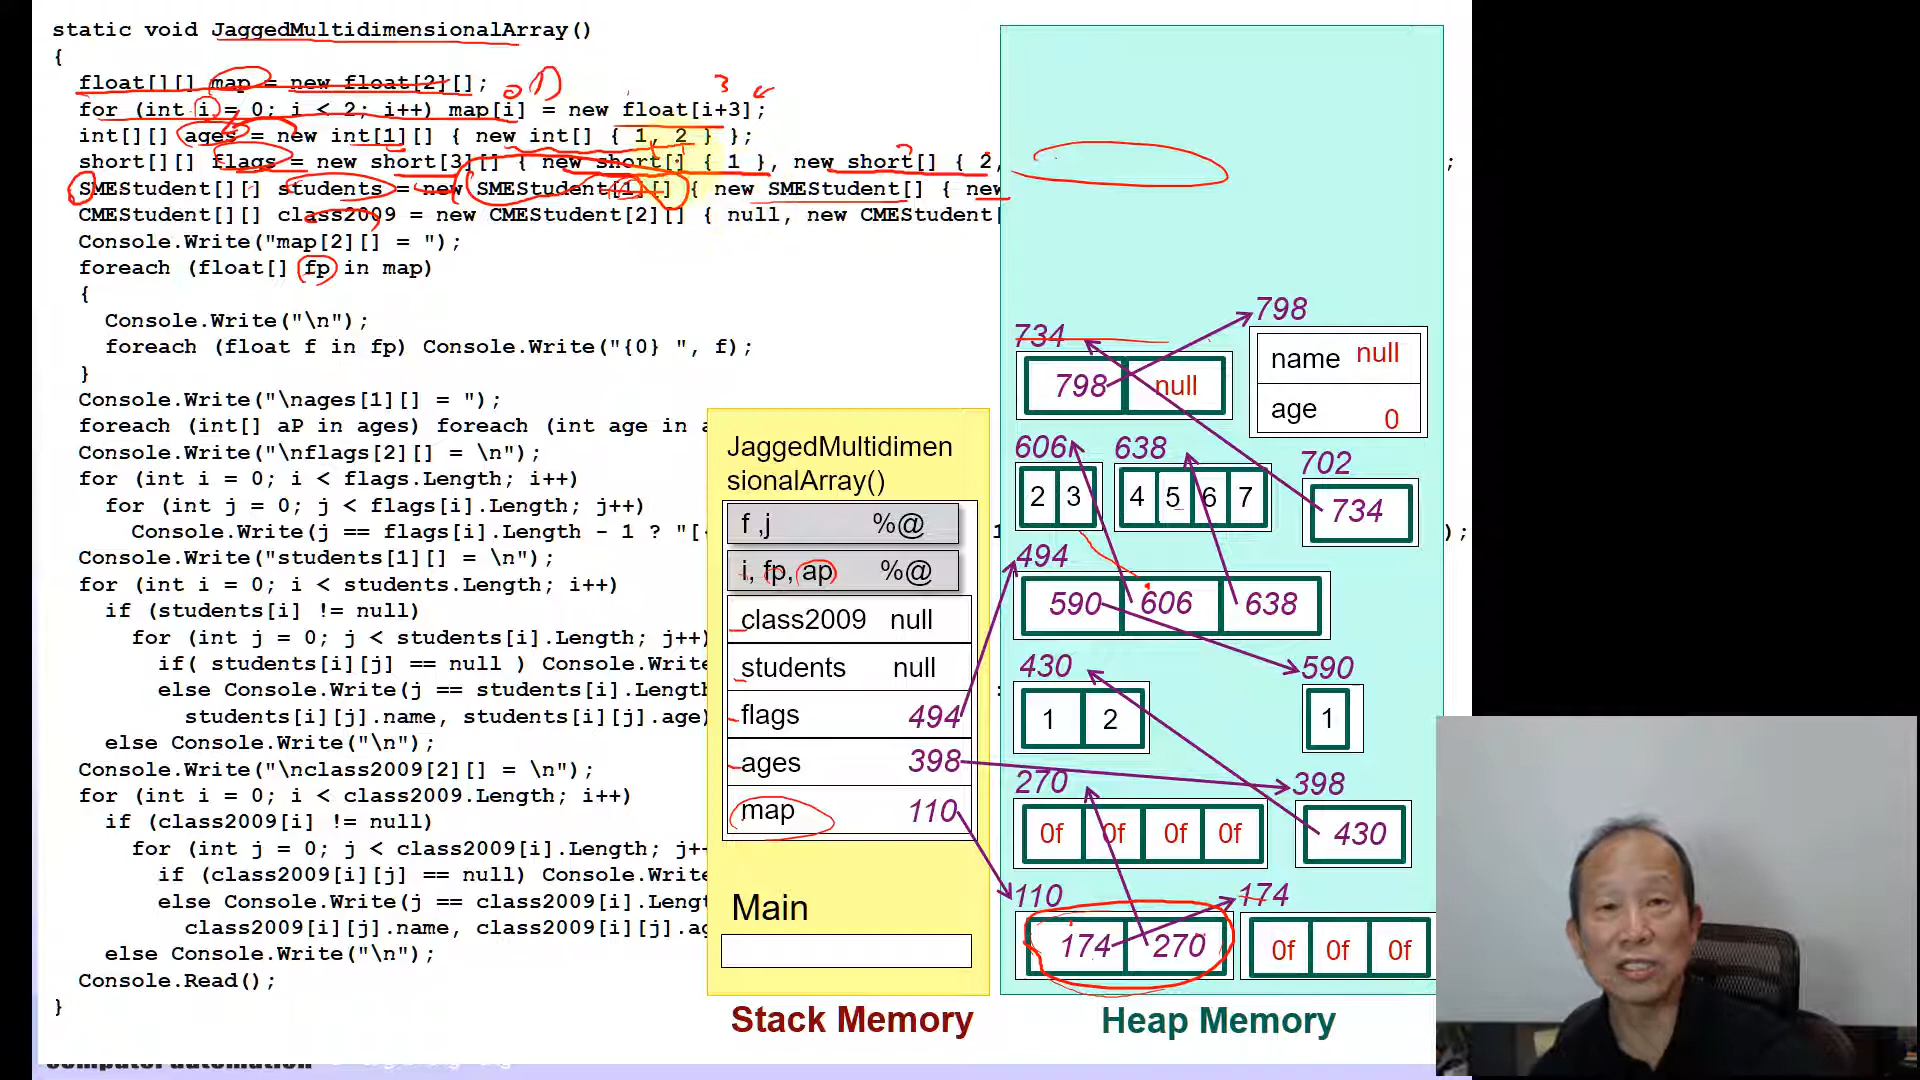 static void JaggedMultidimensionalArray()
{
float[][] map = new float[2][];
for (int i = 0; i < 2; i++) map[i] = new float[i+3];
int[][] ages = new int[1][] { new int[] { 1, 2 } };
short[][] flags = new short[3][] { new short[] { 1 }, new short[] { 2, ;
SMEStudent[][] students = new SMEStudent[1][] { new SMEStudent[] { new
CMEStudent[][] class2009 = new CMEStudent[2][] { null, new CMEStudent[
Console.Write("map[2][] = ");
foreach (float[] fp in map)
{
Console.Write("\n");
foreach (float f in fp) Console.Write("{0} ", f);
}
Console.Write("\nages[1][] = ");
foreach (int[] aP in ages) foreach (int age in a
Console.Write("\nflags[2][] = \n");
for (int i = 0; i < flags.Length; i++)
for (int j = 0; j < flags[i].Length; j++)
Console.Write(j == flags[i].Length - 1 ? "[ );
Console.Write("students[1][] = \n");
for (int i = 0; i < students.Length; i++)
if (students[i] != null)
for (int j = 0; j < students[i].Length; j++)
if( students[i][j] == null ) Console.Write
else Console.Write(j == students[i].Length
students[i][j].name, students[i][j].age)
else Console.Write("\n");
Console.Write("\nclass2009[2][] = \n");
for (int i = 0; i < class2009.Length; i++)
if (class2009[i] != null)
for (int j = 0; j < class2009[i].Length; j++
if (class2009[i][j] == null) Console.Write
else Console.Write(j == class2009[i].Lengt
class2009[i][j].name, class2009[i][j].ag
else Console.Write("\n");
Console.Read();
}
JaggedMultidimen
sionalArray()
f ,j %@
i, fp, ap %@
class2009 null
students null
flags 494
ages 398
map 110
Main
Stack Memory
734 798
798 null
name null
age 0
606 638 702
2 3 4 5 6 7 734
494
590 606 638
430 590
1 2 1
270 398
0f 0f 0f 0f 430
110 174
174 270 0f 0f 0f
Heap Memory
computer automation